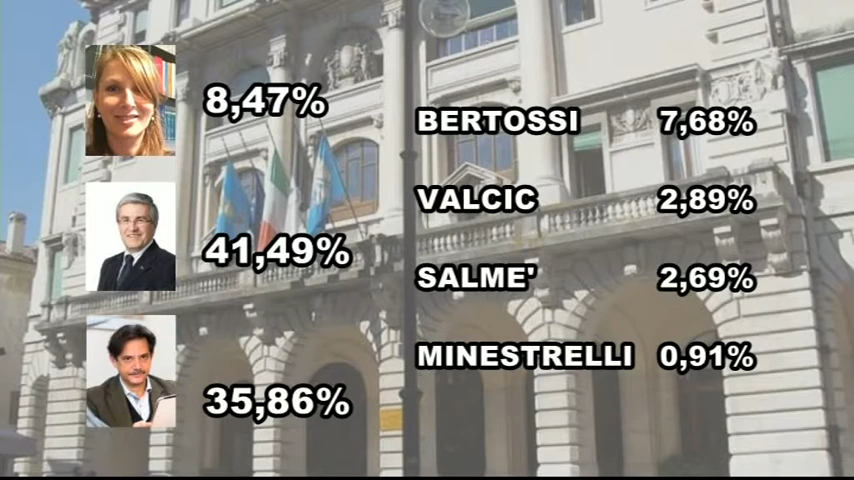 8,47%
41,49%
35,86%
BERTOSSI 7,68%
VALCIC 2,89%
SALME' 2,69%
MINESTRELLI 0,91%